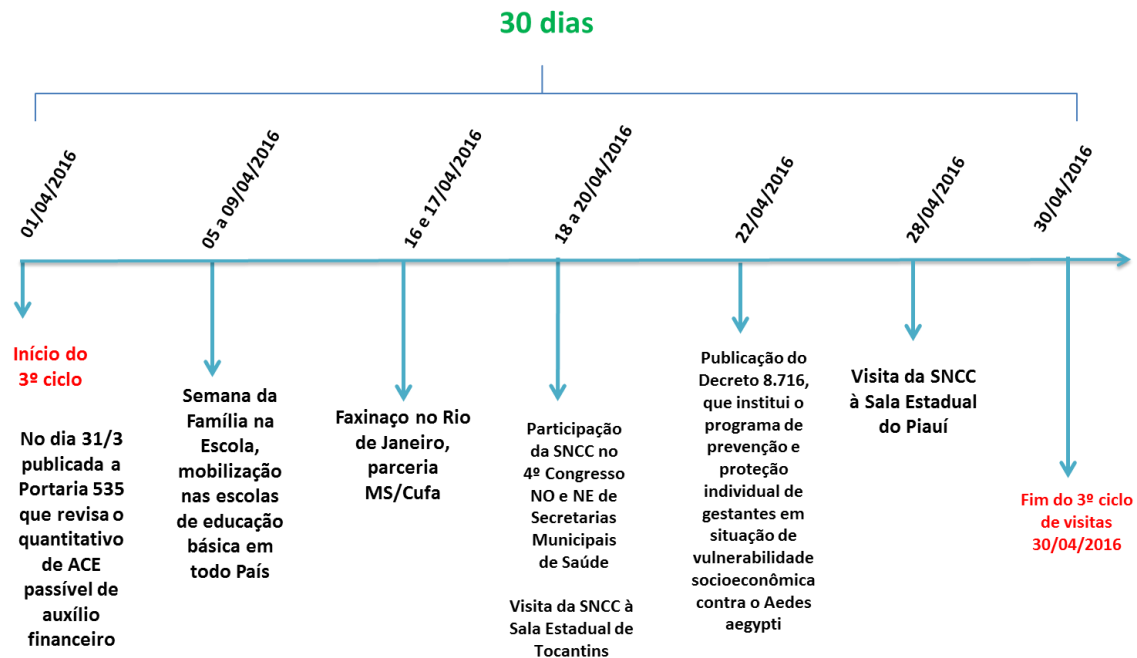 30 dias
01/04/2016
05 a 09/04/2016
16 e 17/04/2016
18 a 20/04/2016
22/04/2016
28/04/2016
30/04/2016
Início do
3º ciclo
No dia 31/3
publicada a
Portaria 535
que revisa o
quantitativo
de ACE
passível de
auxílio
financeiro
Semana da
Família na
Escola,
mobilização
nas escolas
de educação
básica em
todo País
Faxinaço no Rio
de Janeiro,
parceria
MS/Cufa
Participação
da SNCC no
4º Congresso
NO e NE de
Secretarias
Municipais
de Saúde
Visita da SNCC à
Sala Estadual de
Tocantins
Publicação do
Decreto 8.716,
que institui o
programa de
prevenção e
proteção
individual de
gestantes em
situação de
vulnerabilidade
socioeconômica
contra o Aedes
aegypti
Visita da SNCC
à Sala Estadual
do Piauí
Fim do 3º ciclo
de visitas
30/04/2016